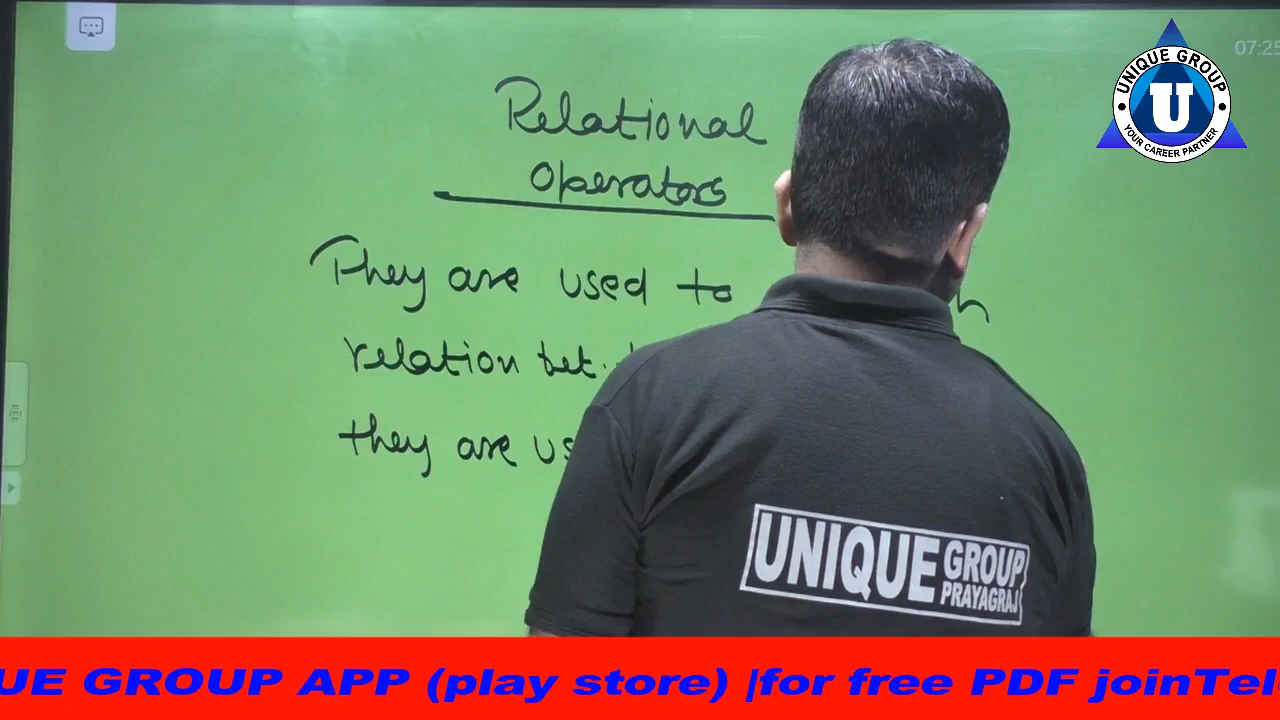 07:25
UNIQUE GROUP
U
YOUR CAREER PARTNER
Relational
Operators
They are used to
relation bet.
they are us
UNIQUE GROUP
PRAYAGRAJ
UE GROUP APP (play store) |for free PDF joinTel